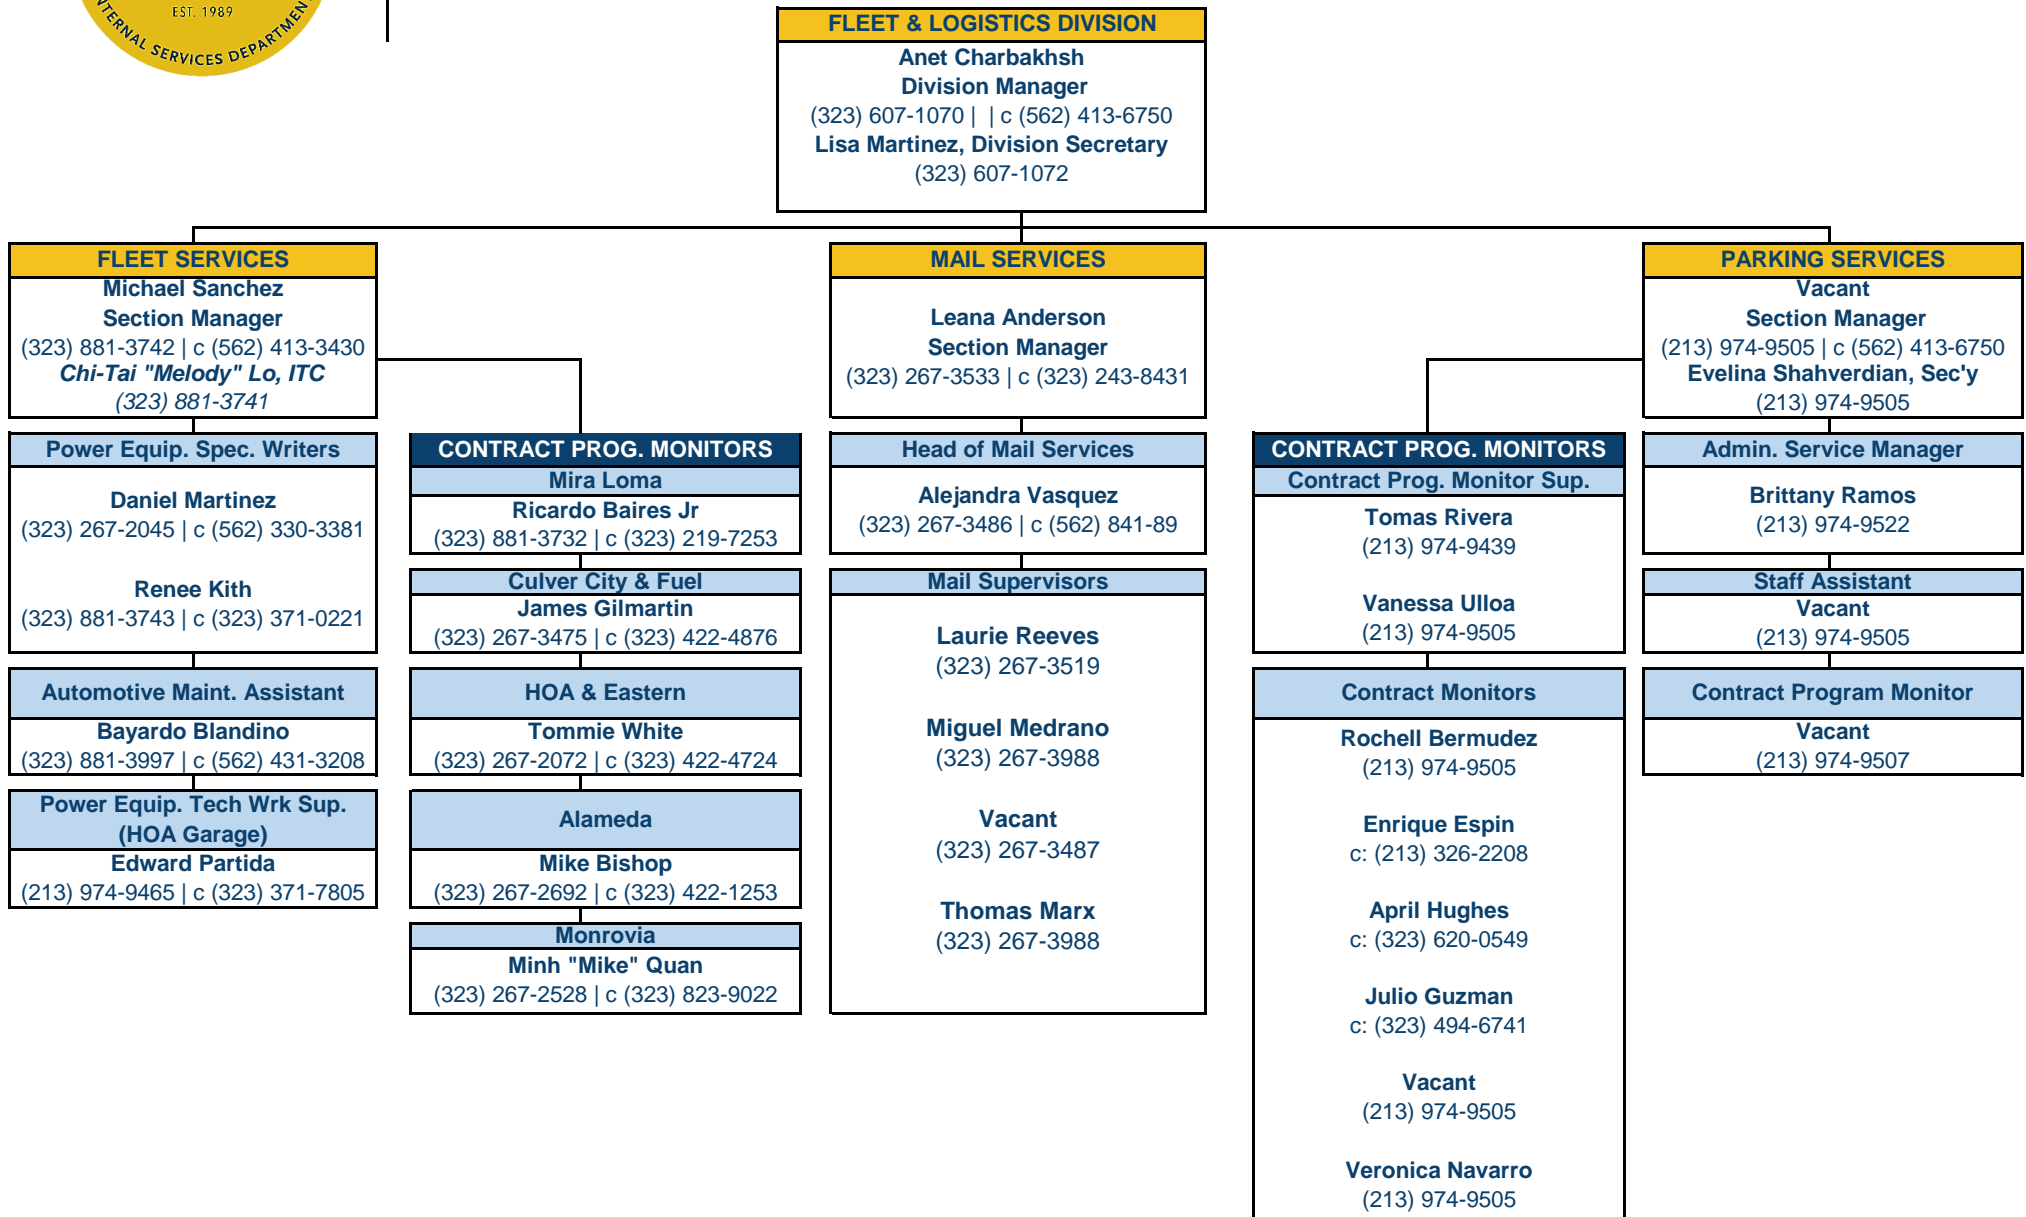 EST. 1989
INTERNAL SERVICES DEPARTMENT
FLEET & LOGISTICS DIVISION
Anet Charbakhsh
Division Manager
(323) 607-1070 |  | c (562) 413-6750
Lisa Martinez, Division Secretary
(323) 607-1072
FLEET SERVICES
Michael Sanchez
Section Manager
(323) 881-3742 | c (562) 413-3430
Chi-Tai "Melody" Lo, ITC
(323) 881-3741
Power Equip. Spec. Writers
Daniel Martinez
(323) 267-2045 | c (562) 330-3381
Renee Kith
(323) 881-3743 | c (323) 371-0221
Automotive Maint. Assistant
Bayardo Blandino
(323) 881-3997 | c (562) 431-3208
Power Equip. Tech Wrk Sup.
(HOA Garage)
Edward Partida
(213) 974-9465 | c (323) 371-7805
CONTRACT PROG. MONITORS
Mira Loma
Ricardo Baires Jr
(323) 881-3732 | c (323) 219-7253
Culver City & Fuel
James Gilmartin
(323) 267-3475 | c (323) 422-4876
HOA & Eastern
Tommie White
(323) 267-2072 | c (323) 422-4724
Alameda
Mike Bishop
(323) 267-2692 | c (323) 422-1253
Monrovia
Minh "Mike" Quan
(323) 267-2528 | c (323) 823-9022
MAIL SERVICES
Leana Anderson
Section Manager
(323) 267-3533 | c (323) 243-8431
Head of Mail Services
Alejandra Vasquez
(323) 267-3486 | c (562) 841-89
Mail Supervisors
Laurie Reeves
(323) 267-3519
Miguel Medrano
(323) 267-3988
Vacant
(323) 267-3487
Thomas Marx
(323) 267-3988
PARKING SERVICES
Vacant
Section Manager
(213) 974-9505 | c (562) 413-6750
Evelina Shahverdian, Sec'y
(213) 974-9505
CONTRACT PROG. MONITORS
Contract Prog. Monitor Sup.
Tomas Rivera
(213) 974-9439
Vanessa Ulloa
(213) 974-9505
Contract Monitors
Rochell Bermudez
(213) 974-9505
Enrique Espin
c: (213) 326-2208
April Hughes
c: (323) 620-0549
Julio Guzman
c: (323) 494-6741
Vacant
(213) 974-9505
Veronica Navarro
(213) 974-9505
Admin. Service Manager
Brittany Ramos
(213) 974-9522
Staff Assistant
Vacant
(213) 974-9505
Contract Program Monitor
Vacant
(213) 974-9507